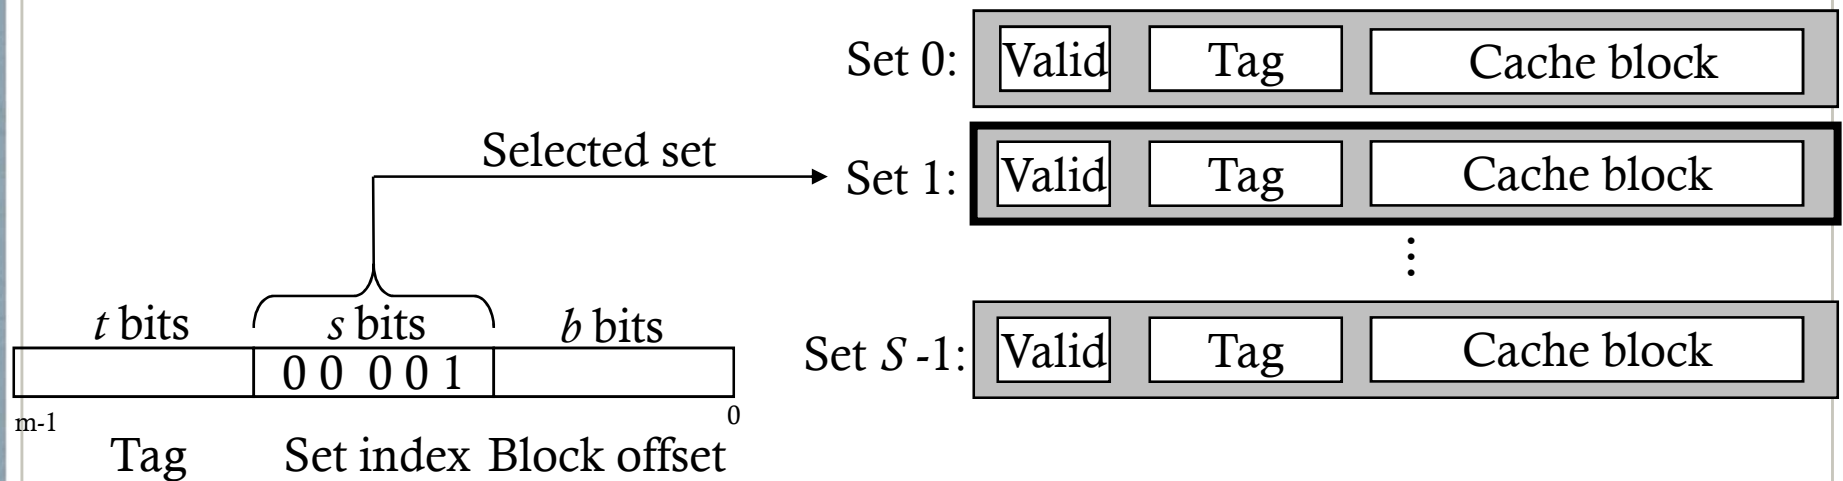 Set 0: Valid Tag Cache block
Selected set
Set 1: Valid Tag Cache block
⋮
t bits s bits b bits
Set S -1: Valid Tag Cache block
0 0 0 0 1
m-1 0
Tag Set index Block offset